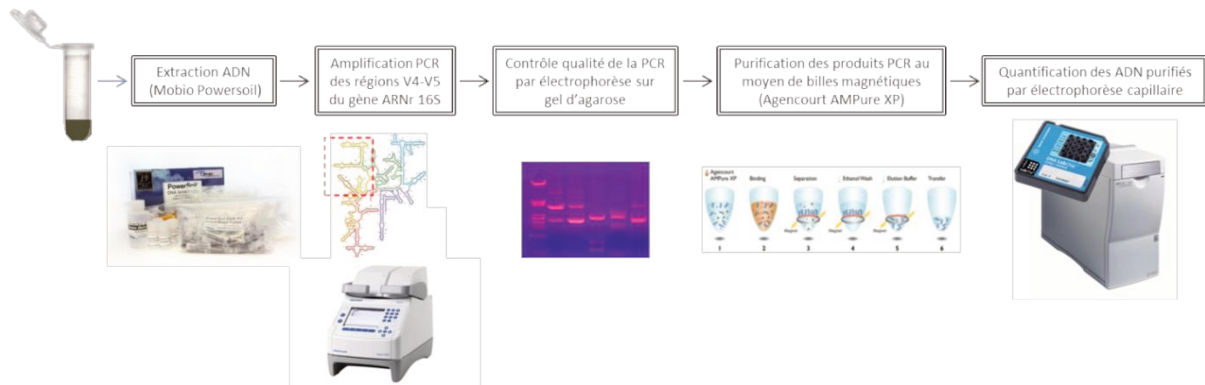 Extraction ADN
(Mobio Powersoil)
Amplification PCR
des régions V4-V5
du gène ARNr 16S
Contrôle qualité de la PCR
par électrophorèse sur
gel d'agarose
Purification des produits PCR au
moyen de billes magnétiques
(Agencourt AMPure XP)
Quantification des ADN purifiés
par électrophorèse capillaire
Agencourt
AMPure XP
Binding
Separation
Ethanol Wash
Elution Buffer
Transfer
Magnet
Magnet
Magnet
1
2
3
4
5
6